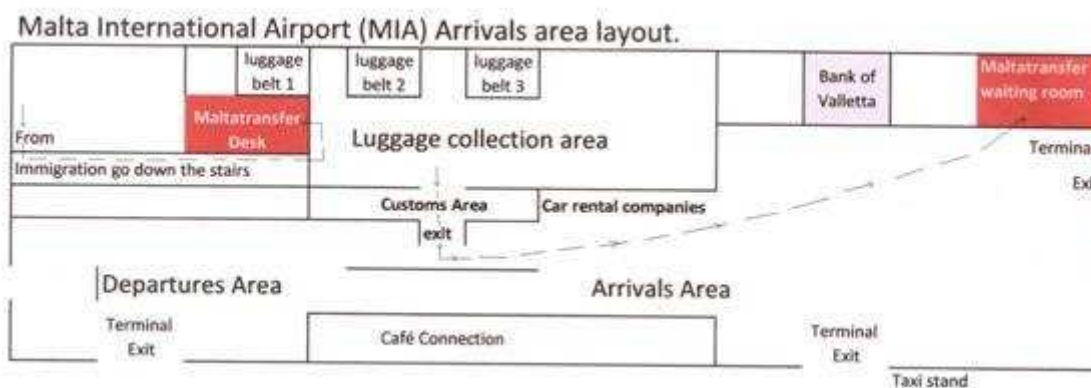 Malta International Airport (MIA) Arrivals area layout.
luggage
belt 1
luggage
belt 2
luggage
belt 3
Bank of
Valletta
Maltatransfer
waiting room
Maltatransfer
Desk
From
Luggage collection area
Immigration go down the stairs
Terminal
Exi
Customs Area
Car rental companies
exit
Departures Area
Arrivals Area
Terminal
Exit
Café Connection
Terminal
Exit
Taxi stand